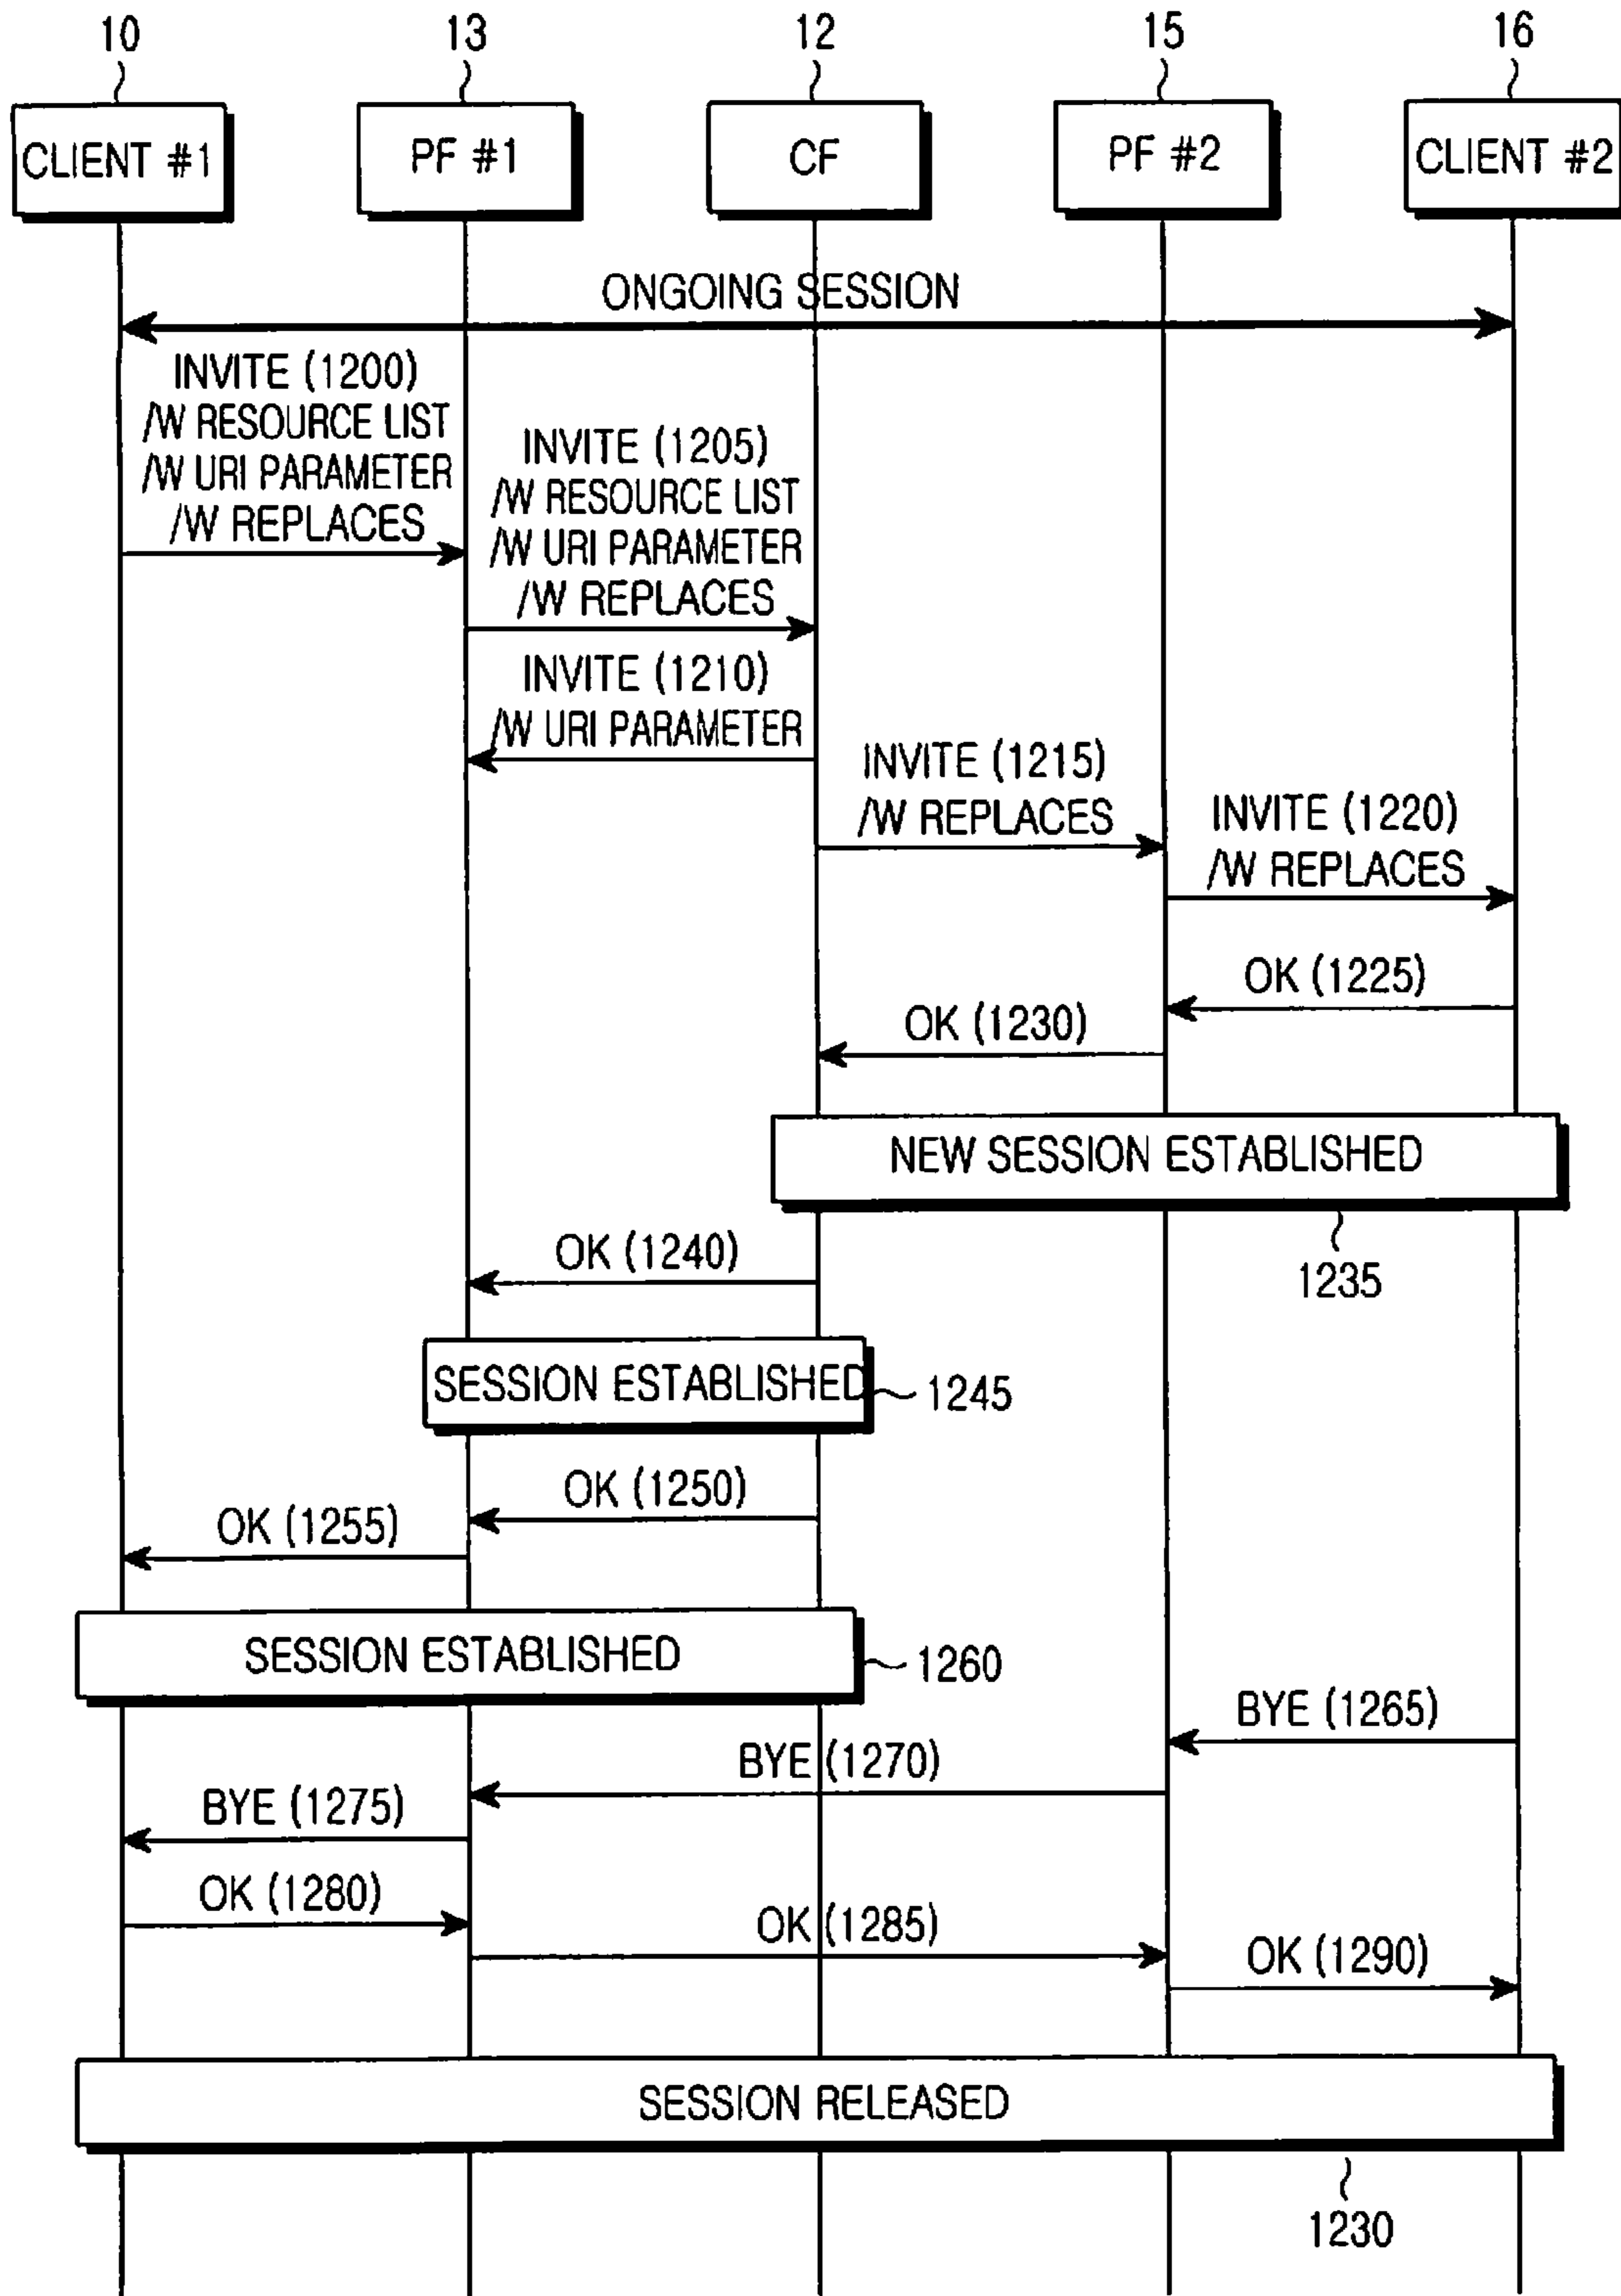 10
13
12
15
16
CLIENT #1
PF #1
CF
PF #2
CLIENT #2
ONGOING SESSION
INVITE (1200)
/W RESOURCE LIST
/W URI PARAMETER
/W REPLACES
INVITE (1205)
/W RESOURCE LIST
/W URI PARAMETER
/W REPLACES
INVITE (1210)
/W URI PARAMETER
INVITE (1215)
/W REPLACES
INVITE (1220)
/W REPLACES
OK (1225)
OK (1230)
NEW SESSION ESTABLISHED
1235
OK (1240)
SESSION ESTABLISHED
1245
OK (1250)
OK (1255)
SESSION ESTABLISHED
1260
BYE (1265)
BYE (1270)
BYE (1275)
OK (1280)
OK (1285)
OK (1290)
SESSION RELEASED
1230